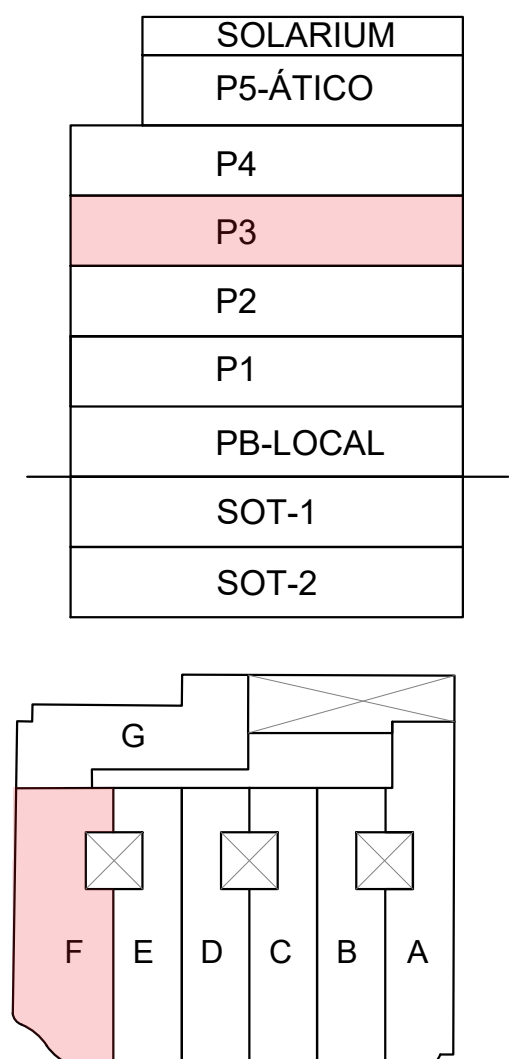 SOLARIUM
P5-ÁTICO
P4
P3
P2
P1
PB-LOCAL
SOT-1
SOT-2
G
F E D C B A